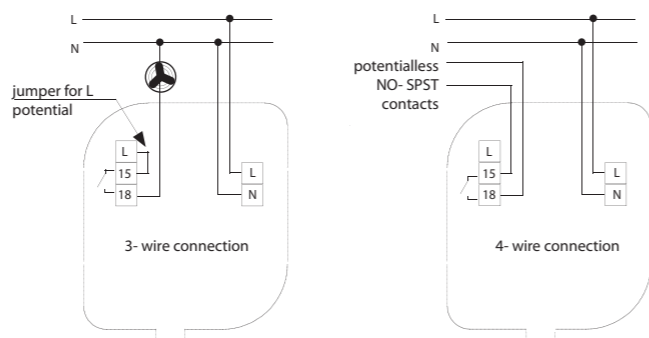 L
N
jumper for L
potential
L
15
18
L
N
3- wire connection
L
N
potentialless
NO- SPST
contacts
L
15
18
L
N
4- wire connection